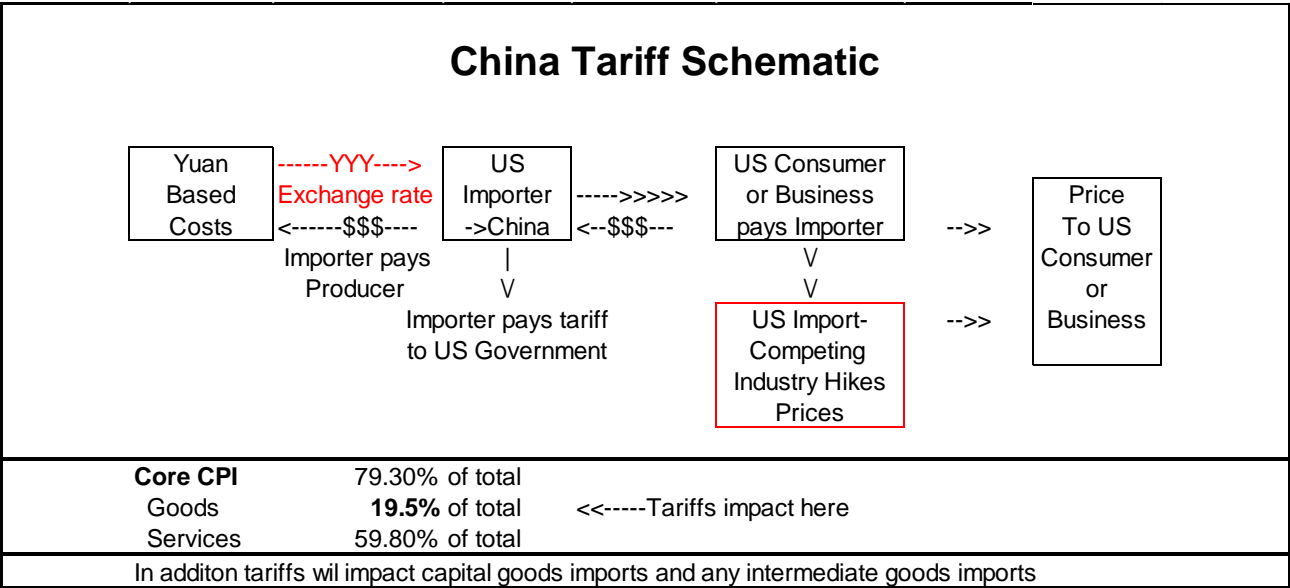 China Tariff Schematic
Yuan ------YYY----> US US Consumer
Based Exchange rate Importer ----->>>>> or Business Price
Costs <------$$$---- ->China <--$$$--- pays Importer -->> To US
Importer pays | \/ Consumer
Producer \/ \/ or
Importer pays tariff US Import- -->> Business
to US Government Competing
Industry Hikes
Prices
Core CPI 79.30% of total
Goods 19.5% of total <<-----Tariffs impact here
Services 59.80% of total
In additon tariffs wil impact capital goods imports and any intermediate goods imports